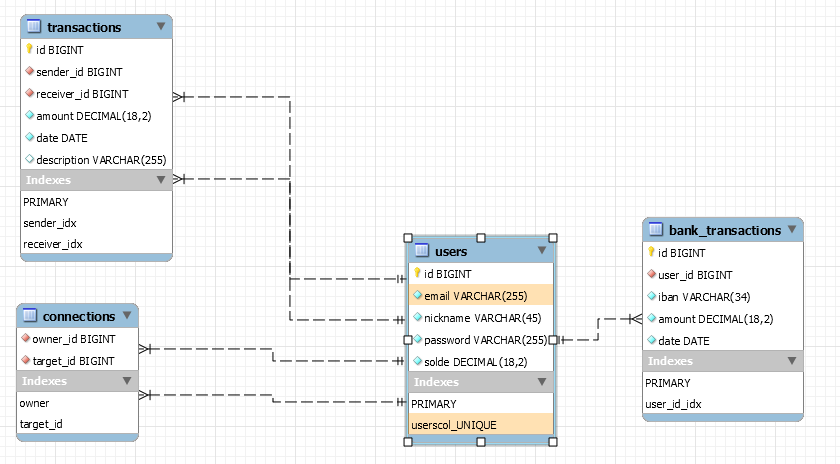 transactions
id BIGINT
sender_id BIGINT
receiver_id BIGINT
amount DECIMAL(18,2)
date DATE
description VARCHAR(255)
Indexes
PRIMARY
sender_idx
receiver_idx
connections
owner_id BIGINT
target_id BIGINT
Indexes
owner
target_id
users
id BIGINT
email VARCHAR(255)
nickname VARCHAR(45)
password VARCHAR(255)
solde DECIMAL(18,2)
Indexes
PRIMARY
userscol_UNIQUE
bank_transactions
id BIGINT
user_id BIGINT
iban VARCHAR(34)
amount DECIMAL(18,2)
date DATE
Indexes
PRIMARY
user_id_idx